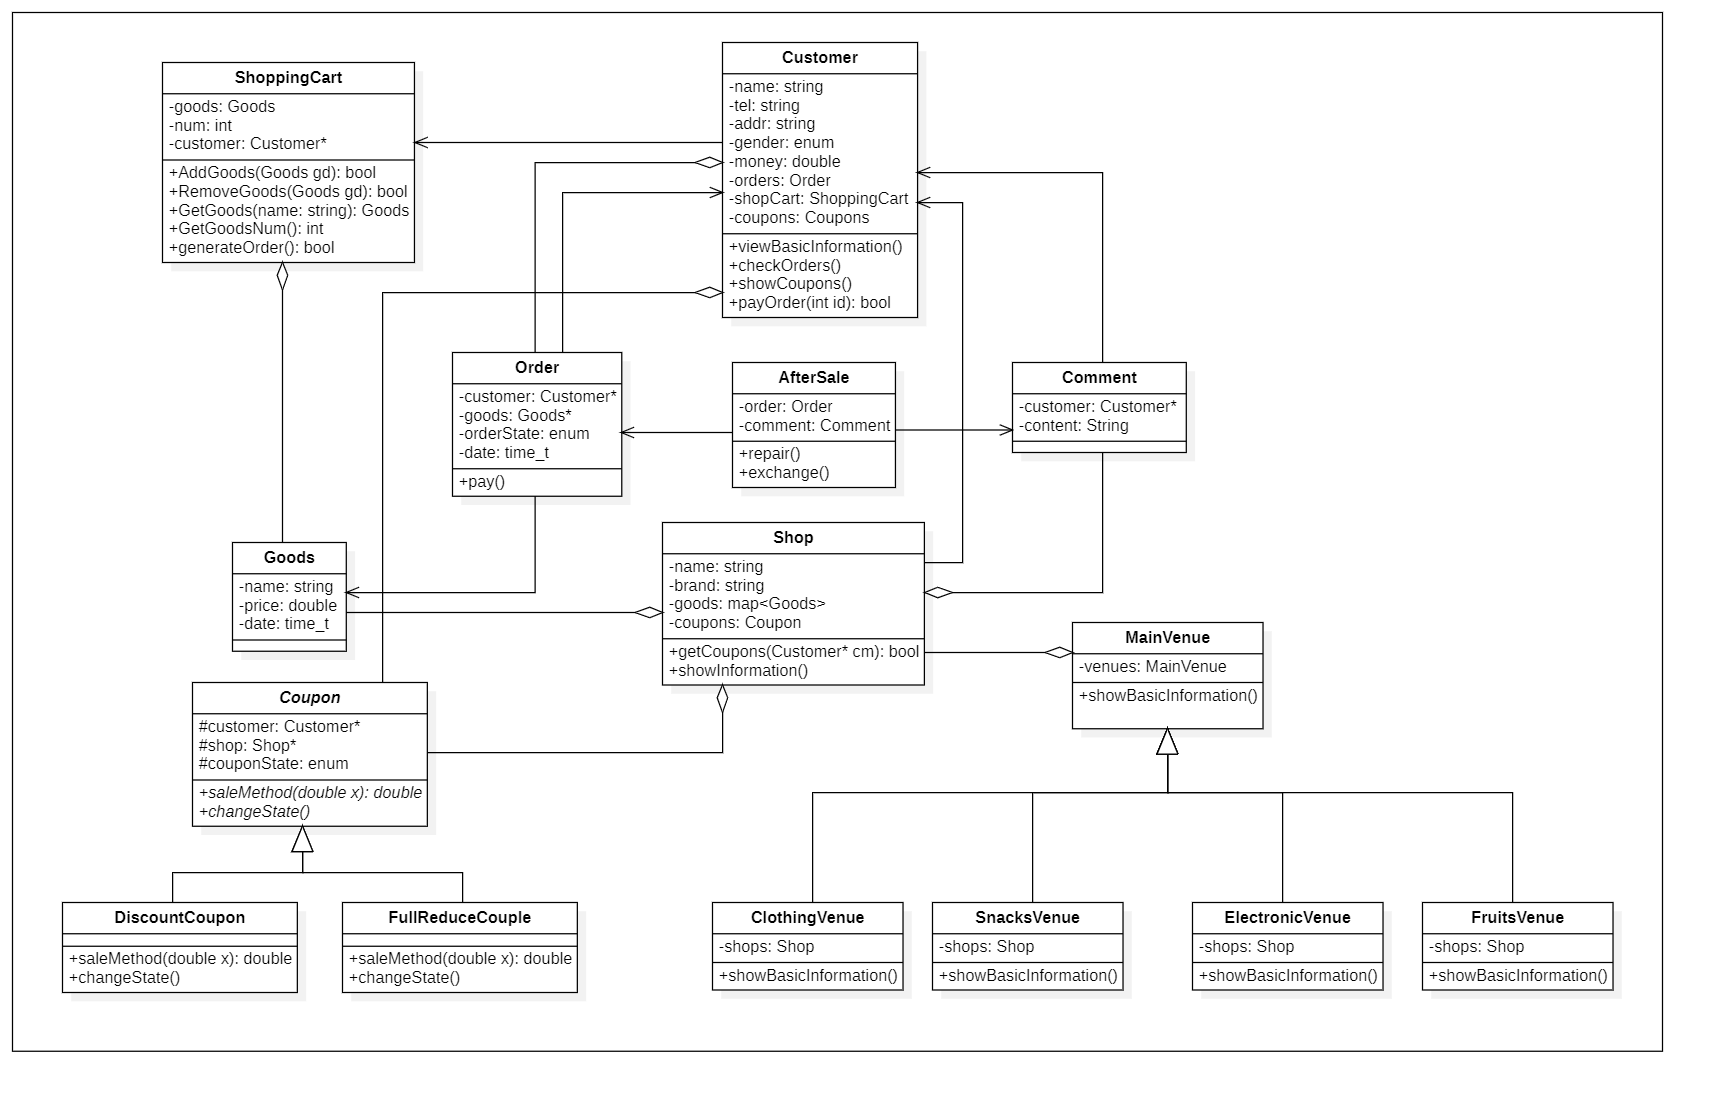 ShoppingCart
-goods: Goods
-num: int
-customer: Customer*
+AddGoods(Goods gd): bool
+RemoveGoods(Goods gd): bool
+GetGoods(name: string): Goods
+GetGoodsNum(): int
+generateOrder(): bool
Customer
-name: string
-tel: string
-addr: string
-gender: enum
-money: double
-orders: Order
-shopCart: ShoppingCart
-coupons: Coupons
+viewBasicInformation()
+checkOrders()
+showCoupons()
+payOrder(int id): bool
Order
-customer: Customer*
-goods: Goods*
-orderState: enum
-date: time_t
+pay()
AfterSale
-order: Order
-comment: Comment
+repair()
+exchange()
Comment
-customer: Customer*
-content: String
Goods
-name: string
-price: double
-date: time_t
Shop
-name: string
-brand: string
-goods: map<Goods>
-coupons: Coupon
+getCoupons(Customer* cm): bool
+showInformation()
MainVenue
-venues: MainVenue
+showBasicInformation()
Coupon
#customer: Customer*
#shop: Shop*
#couponState: enum
+saleMethod(double x): double
+changeState()
DiscountCoupon
+saleMethod(double x): double
+changeState()
FullReduceCouple
+saleMethod(double x): double
+changeState()
ClothingVenue
-shops: Shop
+showBasicInformation()
SnacksVenue
-shops: Shop
+showBasicInformation()
ElectronicVenue
-shops: Shop
+showBasicInformation()
FruitsVenue
-shops: Shop
+showBasicInformation()